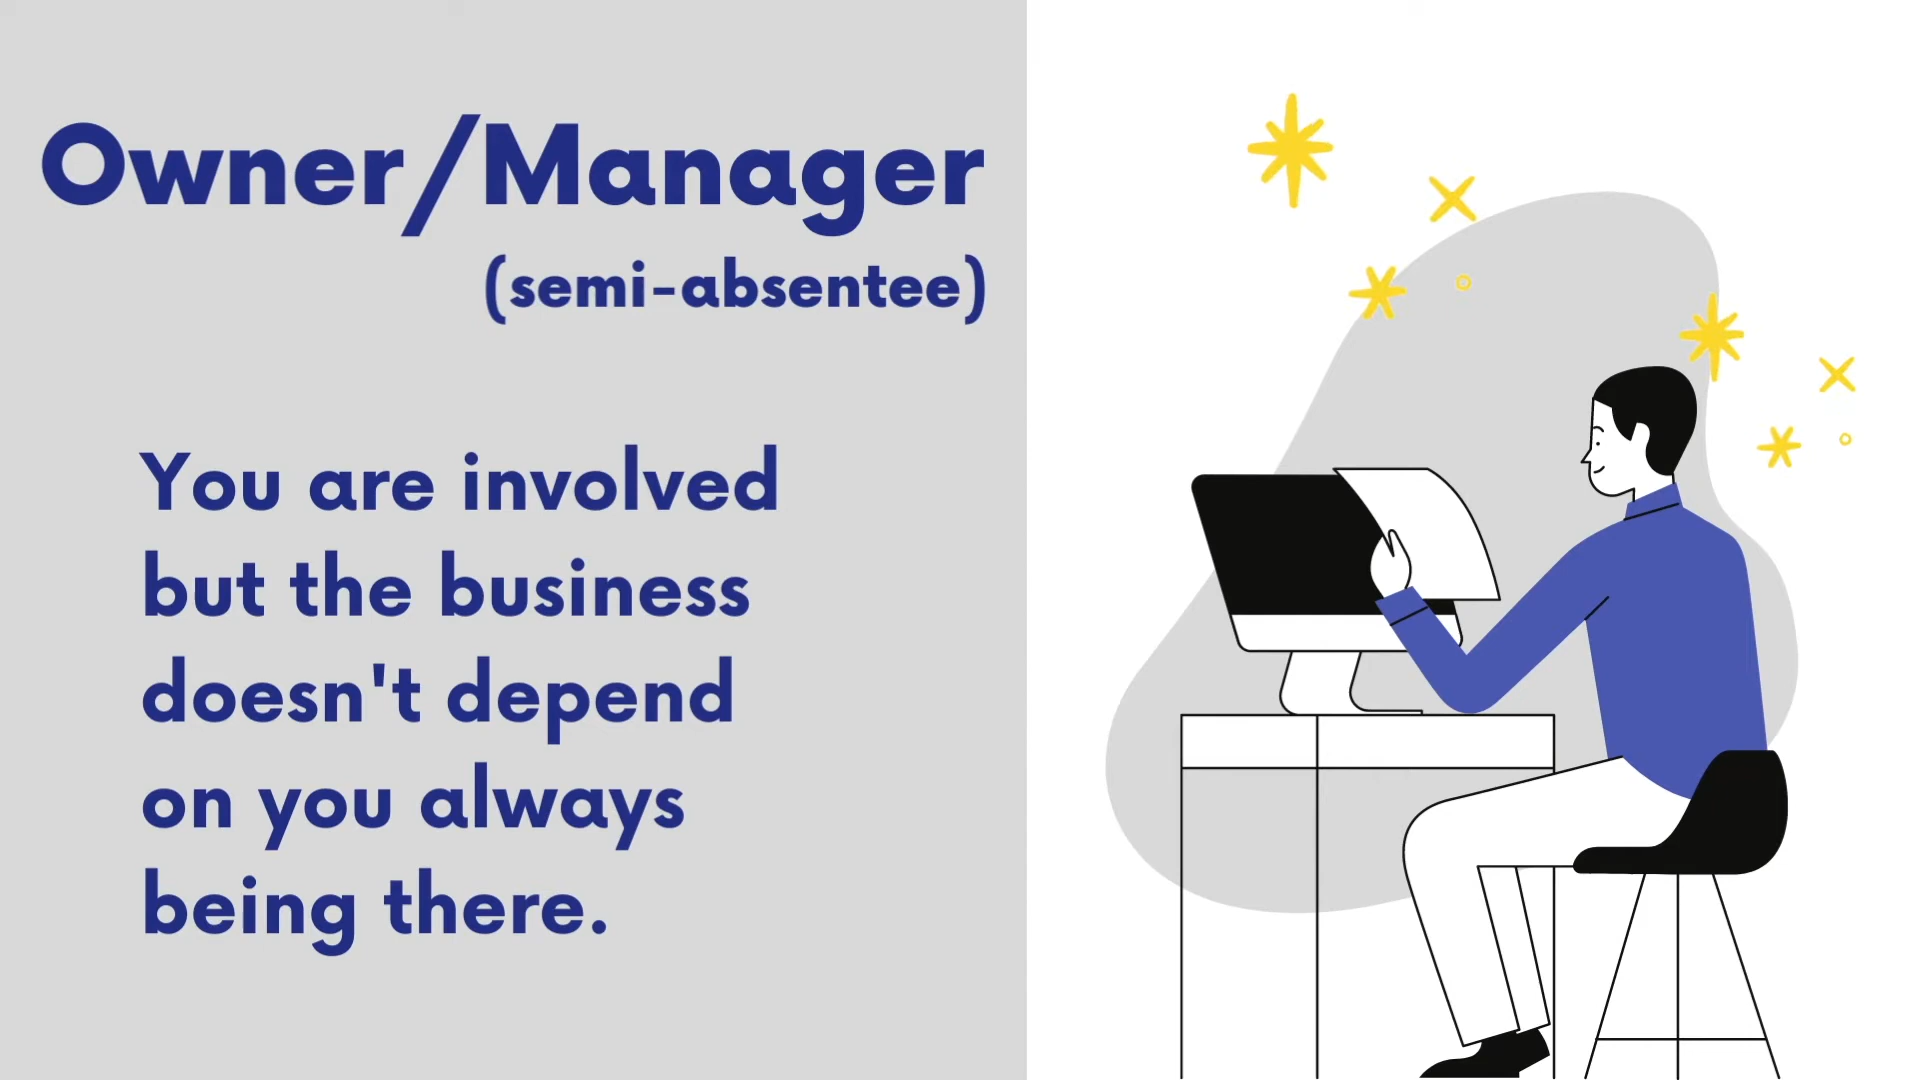 Owner/Manager
(semi-absentee)
You are involved
but the business
doesn't depend
on you always
being there.